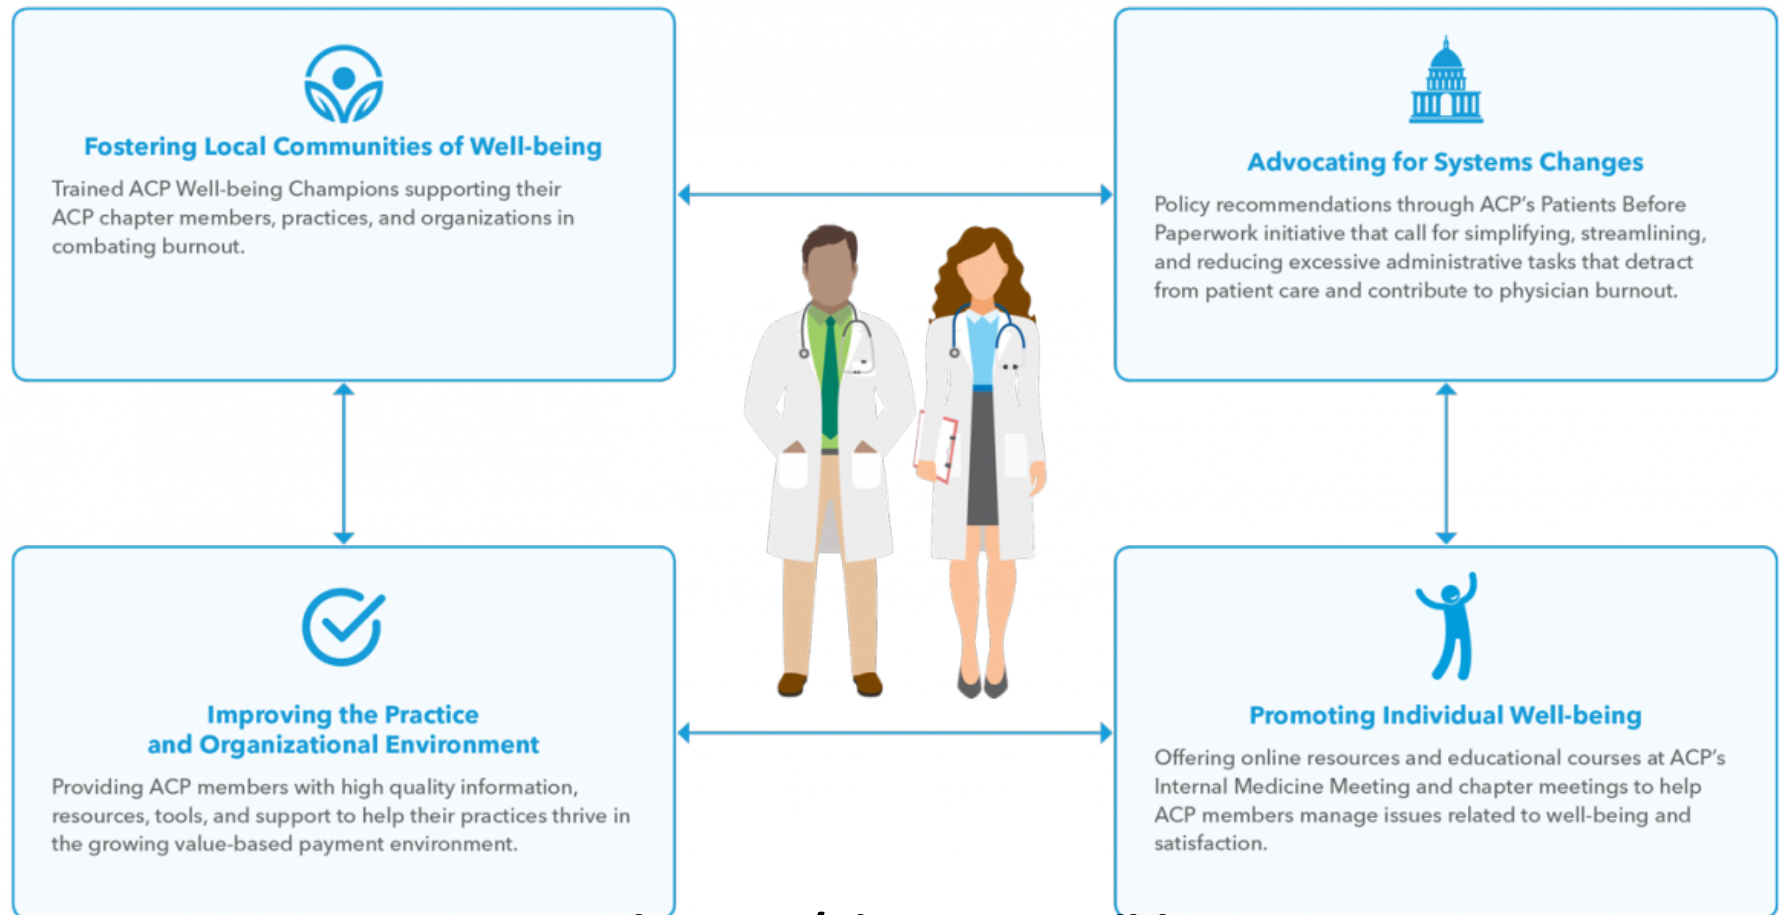 Fostering Local Communities of Well-being
Trained ACP Well-being Champions supporting their
ACP chapter members, practices, and organizations in
combating burnout.
Advocating for Systems Changes
Policy recommendations through ACP's Patients Before
Paperwork initiative that call for simplifying, streamlining,
and reducing excessive administrative tasks that detract
from patient care and contribute to physician burnout.
Improving the Practice
and Organizational Environment
Providing ACP members with high quality information,
resources, tools, and support to help their practices thrive in
the growing value-based payment environment.
Promoting Individual Well-being
Offering online resources and educational courses at ACP's
Internal Medicine Meeting and chapter meetings to help
ACP members manage issues related to well-being and
satisfaction.